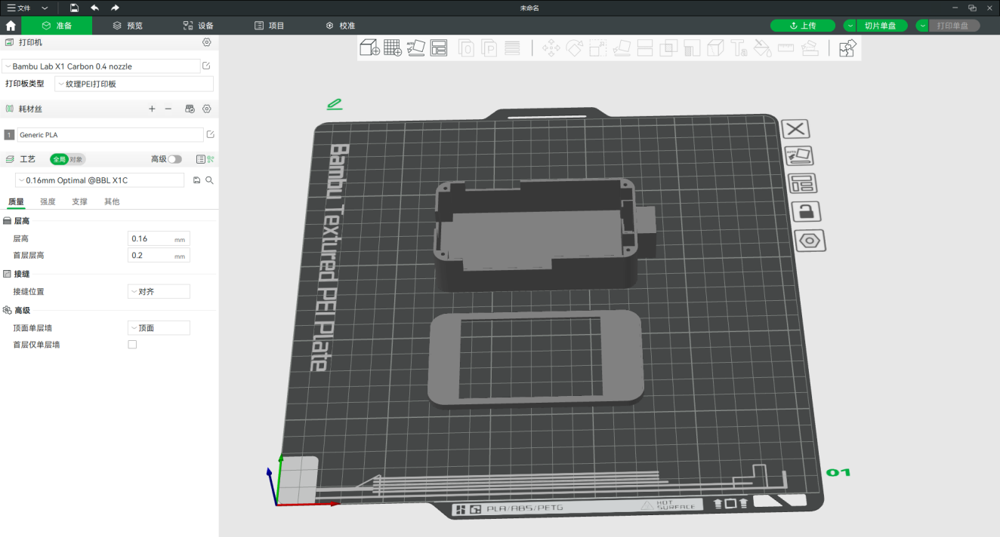 文件
未命名
准备
预览
设备
项目
校准
上传
切片单盘
打印单盘
打印机
Bambu Lab X1 Carbon 0.4 nozzle
打印板类型
纹理PEI打印板
耗材丝
1
Generic PLA
工艺
全局
对象
高级
0.16mm Optimal @BBL X1C
质量
强度
支撑
其他
层高
层高
0.16 mm
首层层高
0.2 mm
接缝
接缝位置
对齐
高级
顶面单层墙
顶面
首层仅单层墙
AUTO
0
P
Ta
Bambu Textured PEI Plate
AUTO
01
PLA/ABS/PETG
HOT
SURFACE